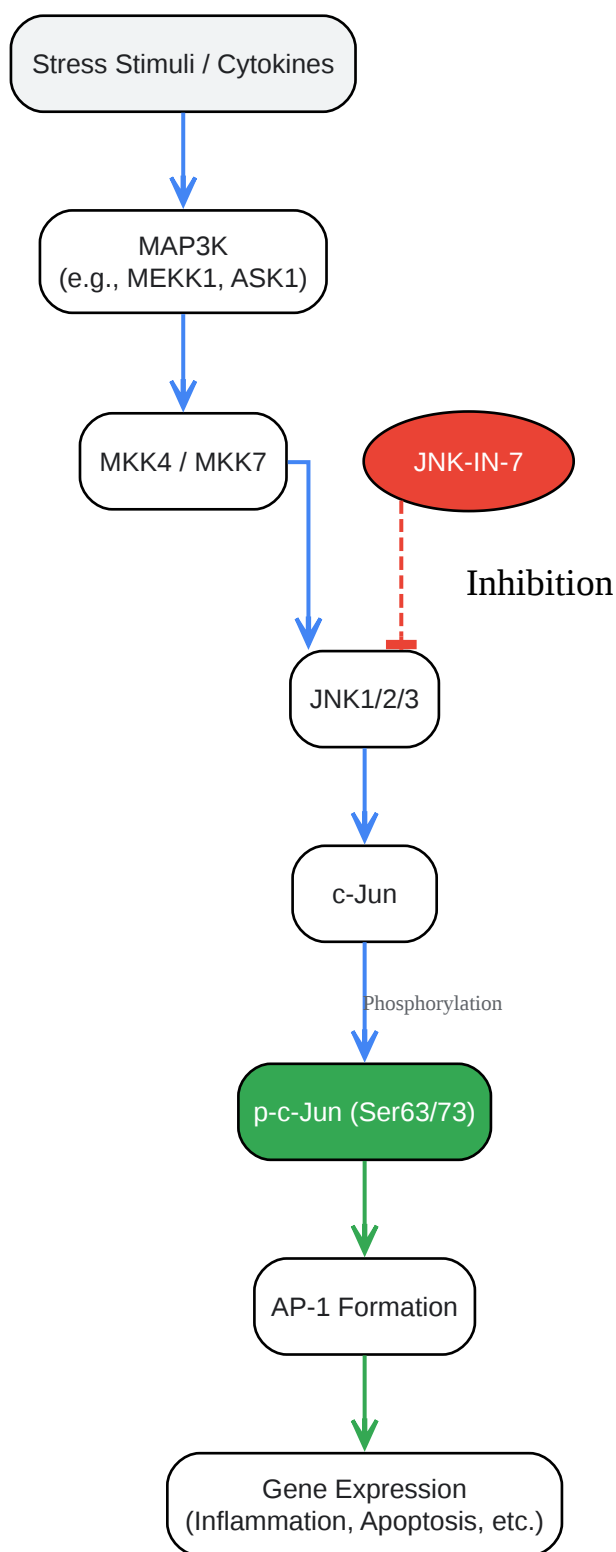 Stress Stimuli / Cytokines
MAP3K
(e.g., MEKK1, ASK1)
MKK4 / MKK7
JNK-IN-7
Inhibition
JNK1/2/3
c-Jun
Phosphorylation
p-c-Jun (Ser63/73)
AP-1 Formation
Gene Expression
(Inflammation, Apoptosis, etc.)